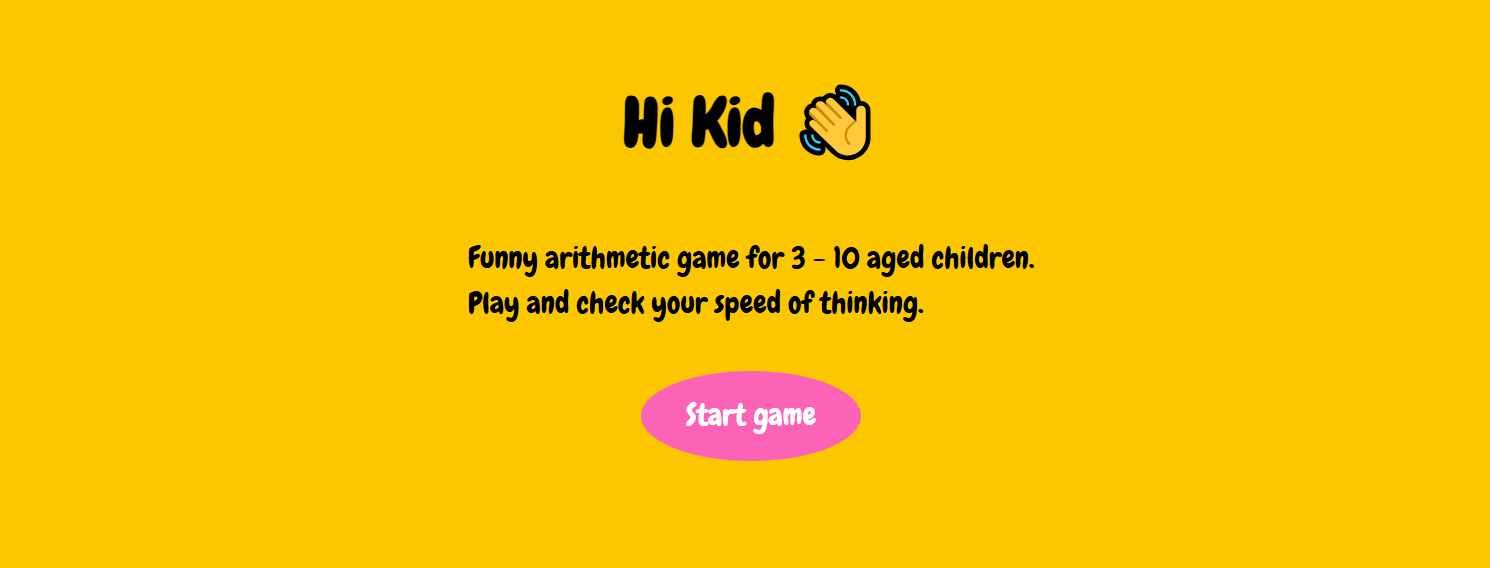 Hi Kid 👋
Funny arithmetic game for 3 - 10 aged children.
Play and check your speed of thinking.
Start game